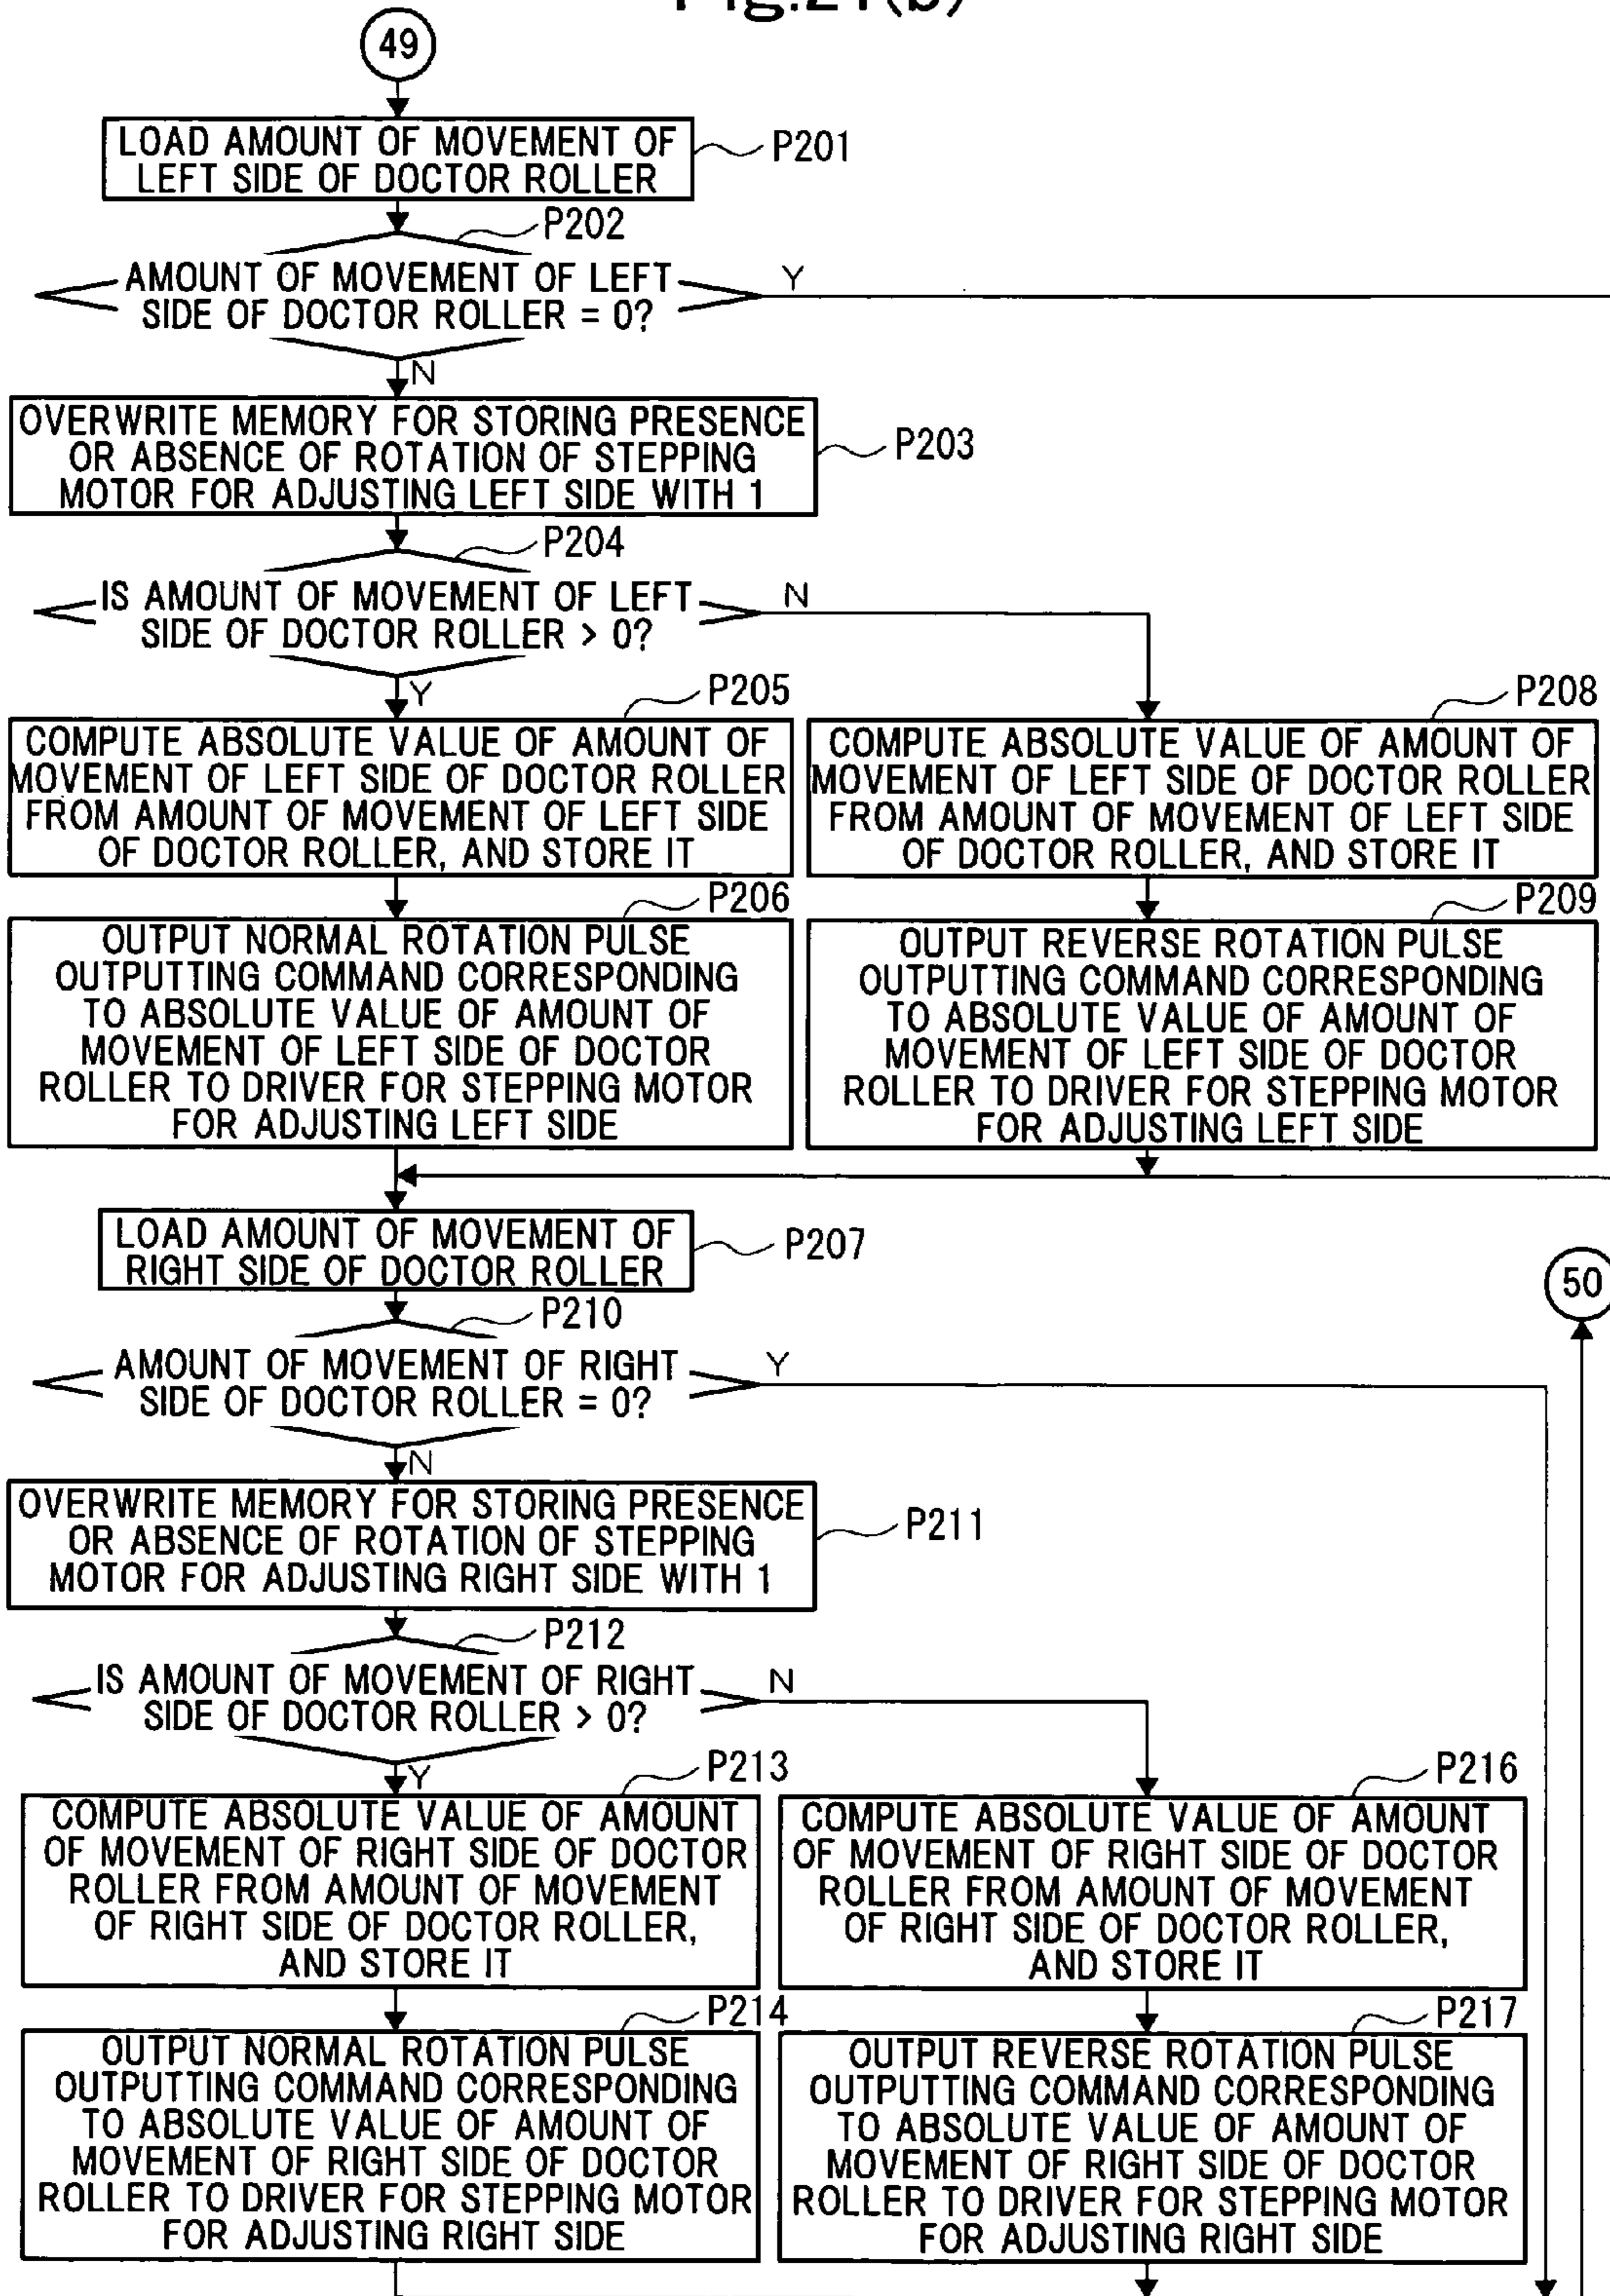 Fig.21(b)
49
LOAD AMOUNT OF MOVEMENT OF
LEFT SIDE OF DOCTOR ROLLER
P201
P202
AMOUNT OF MOVEMENT OF LEFT
SIDE OF DOCTOR ROLLER = 0?
Y
N
OVERWRITE MEMORY FOR STORING PRESENCE
OR ABSENCE OF ROTATION OF STEPPING
MOTOR FOR ADJUSTING LEFT SIDE WITH 1
P203
P204
IS AMOUNT OF MOVEMENT OF LEFT
SIDE OF DOCTOR ROLLER > 0?
N
Y
P205
COMPUTE ABSOLUTE VALUE OF AMOUNT OF
MOVEMENT OF LEFT SIDE OF DOCTOR ROLLER
FROM AMOUNT OF MOVEMENT OF LEFT SIDE
OF DOCTOR ROLLER, AND STORE IT
P208
COMPUTE ABSOLUTE VALUE OF AMOUNT OF
MOVEMENT OF LEFT SIDE OF DOCTOR ROLLER
FROM AMOUNT OF MOVEMENT OF LEFT SIDE
OF DOCTOR ROLLER, AND STORE IT
P206
OUTPUT NORMAL ROTATION PULSE
OUTPUTTING COMMAND CORRESPONDING
TO ABSOLUTE VALUE OF AMOUNT OF
MOVEMENT OF LEFT SIDE OF DOCTOR
ROLLER TO DRIVER FOR STEPPING MOTOR
FOR ADJUSTING LEFT SIDE
P209
OUTPUT REVERSE ROTATION PULSE
OUTPUTTING COMMAND CORRESPONDING
TO ABSOLUTE VALUE OF AMOUNT OF
MOVEMENT OF LEFT SIDE OF DOCTOR
ROLLER TO DRIVER FOR STEPPING MOTOR
FOR ADJUSTING LEFT SIDE
LOAD AMOUNT OF MOVEMENT OF
RIGHT SIDE OF DOCTOR ROLLER
P207
50
P210
AMOUNT OF MOVEMENT OF RIGHT
SIDE OF DOCTOR ROLLER = 0?
Y
N
OVERWRITE MEMORY FOR STORING PRESENCE
OR ABSENCE OF ROTATION OF STEPPING
MOTOR FOR ADJUSTING RIGHT SIDE WITH 1
P211
P212
IS AMOUNT OF MOVEMENT OF RIGHT
SIDE OF DOCTOR ROLLER > 0?
N
Y
P213
COMPUTE ABSOLUTE VALUE OF AMOUNT
OF MOVEMENT OF RIGHT SIDE OF DOCTOR
ROLLER FROM AMOUNT OF MOVEMENT
OF RIGHT SIDE OF DOCTOR ROLLER,
AND STORE IT
P216
COMPUTE ABSOLUTE VALUE OF AMOUNT
OF MOVEMENT OF RIGHT SIDE OF DOCTOR
ROLLER FROM AMOUNT OF MOVEMENT
OF RIGHT SIDE OF DOCTOR ROLLER,
AND STORE IT
P214
OUTPUT NORMAL ROTATION PULSE
OUTPUTTING COMMAND CORRESPONDING
TO ABSOLUTE VALUE OF AMOUNT OF
MOVEMENT OF RIGHT SIDE OF DOCTOR
ROLLER TO DRIVER FOR STEPPING MOTOR
FOR ADJUSTING RIGHT SIDE
P217
OUTPUT REVERSE ROTATION PULSE
OUTPUTTING COMMAND CORRESPONDING
TO ABSOLUTE VALUE OF AMOUNT OF
MOVEMENT OF RIGHT SIDE OF DOCTOR
ROLLER TO DRIVER FOR STEPPING MOTOR
FOR ADJUSTING RIGHT SIDE